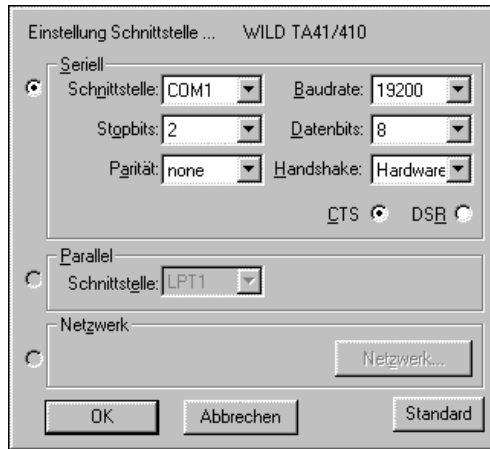 Einstellung Schnittstelle ... WILD TA41/410
Seriell
Schnittstelle: COM1 Baudrate: 19200
Stopbits: 2 Datenbits: 8
Parität: none Handshake: Hardware
CTS DSR
Parallel
Schnittstelle: LPT1
Netzwerk
Netzwerk...
OK Abbrechen Standard